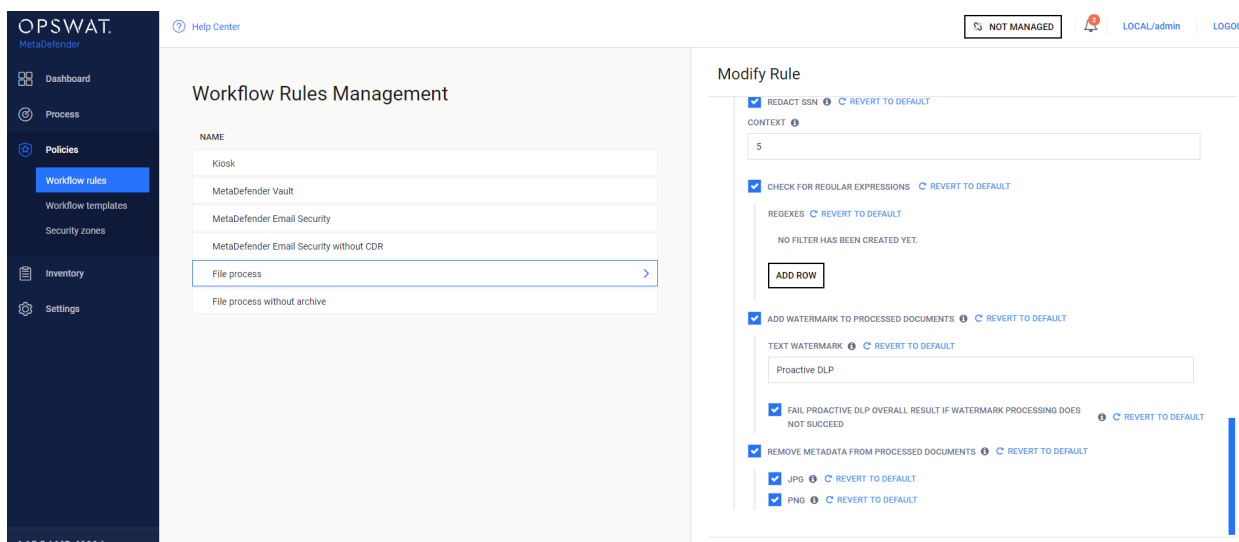 OPSWAT.
MetaDefender
Help Center
NOT MANAGED
2
LOCAL/admin
LOGOU
Dashboard
Process
Policies
Workflow rules
Workflow templates
Security zones
Inventory
Settings
Workflow Rules Management
NAME
Kiosk
MetaDefender Vault
MetaDefender Email Security
MetaDefender Email Security without CDR
File process
File process without archive
Modify Rule
REDACT SSN REVERT TO DEFAULT
CONTEXT
5
CHECK FOR REGULAR EXPRESSIONS REVERT TO DEFAULT
REGEXES REVERT TO DEFAULT
NO FILTER HAS BEEN CREATED YET.
ADD ROW
ADD WATERMARK TO PROCESSED DOCUMENTS REVERT TO DEFAULT
TEXT WATERMARK REVERT TO DEFAULT
Proactive DLP
FAIL PROACTIVE DLP OVERALL RESULT IF WATERMARK PROCESSING DOES
NOT SUCCEED REVERT TO DEFAULT
REMOVE METADATA FROM PROCESSED DOCUMENTS REVERT TO DEFAULT
JPG REVERT TO DEFAULT
PNG REVERT TO DEFAULT